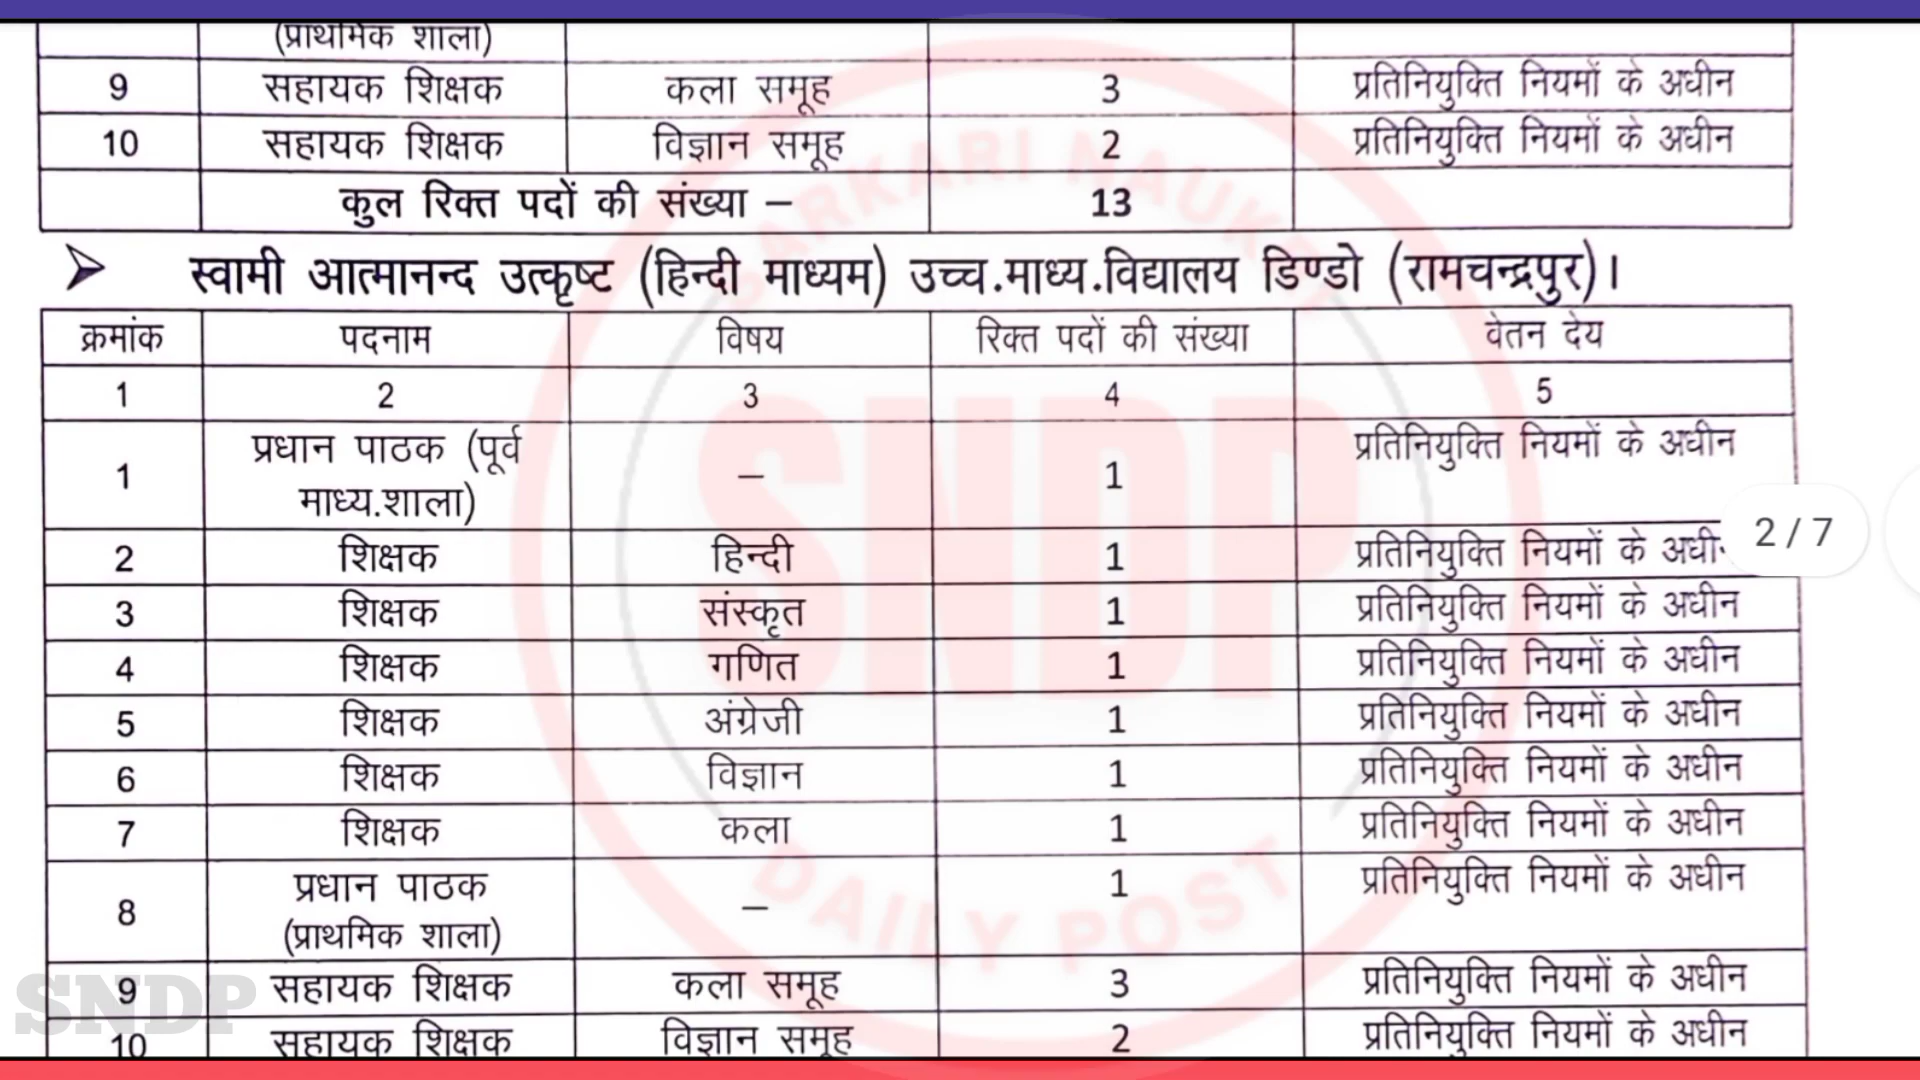 (प्राथमिक शाला)
9 सहायक शिक्षक कला समूह 3 प्रतिनियुक्ति नियमों के अधीन
10 सहायक शिक्षक विज्ञान समूह 2 प्रतिनियुक्ति नियमों के अधीन
कुल रिक्त पदों की संख्या – 13
➢ स्वामी आत्मानन्द उत्कृष्ट (हिन्दी माध्यम) उच्च.माध्य.विद्यालय डिण्डो (रामचन्द्रपुर)।
क्रमांक पदनाम विषय रिक्त पदों की संख्या वेतन देय
1 2 3 4 5
1 प्रधान पाठक (पूर्व माध्य.शाला) – 1 प्रतिनियुक्ति नियमों के अधीन
2 शिक्षक हिन्दी 1 प्रतिनियुक्ति नियमों के अधी
2 / 7
3 शिक्षक संस्कृत 1 प्रतिनियुक्ति नियमों के अधीन
4 शिक्षक गणित 1 प्रतिनियुक्ति नियमों के अधीन
5 शिक्षक अंग्रेजी 1 प्रतिनियुक्ति नियमों के अधीन
6 शिक्षक विज्ञान 1 प्रतिनियुक्ति नियमों के अधीन
7 शिक्षक कला 1 प्रतिनियुक्ति नियमों के अधीन
8 प्रधान पाठक (प्राथमिक शाला) – 1 प्रतिनियुक्ति नियमों के अधीन
9 सहायक शिक्षक कला समूह 3 प्रतिनियुक्ति नियमों के अधीन
10 सहायक शिक्षक विज्ञान समूह 2 प्रतिनियुक्ति नियमों के अधीन
SARKARI NAUKRI
SNDP
DAILY POST
SNDP